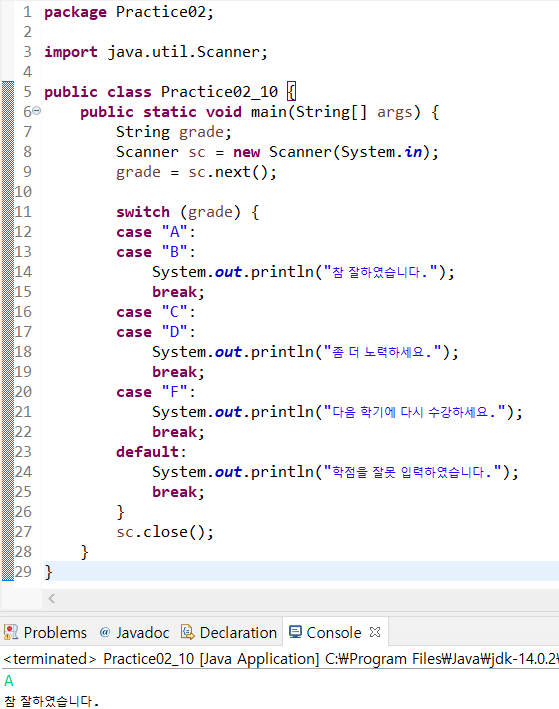 1 package Practice02;
2
3 import java.util.Scanner;
4
5 public class Practice02_10 {
6 public static void main(String[] args) {
7 String grade;
8 Scanner sc = new Scanner(System.in);
9 grade = sc.next();
10
11 switch (grade) {
12 case "A":
13 case "B":
14 System.out.println("참 잘하였습니다.");
15 break;
16 case "C":
17 case "D":
18 System.out.println("좀 더 노력하세요.");
19 break;
20 case "F":
21 System.out.println("다음 학기에 다시 수강하세요.");
22 break;
23 default:
24 System.out.println("학점을 잘못 입력하였습니다.");
25 break;
26 }
27 sc.close();
28 }
29 }
Problems @ Javadoc Declaration Console
<terminated> Practice02_10 [Java Application] C:₩Program Files₩Java₩jdk-14.0.2₩
A
참 잘하였습니다.